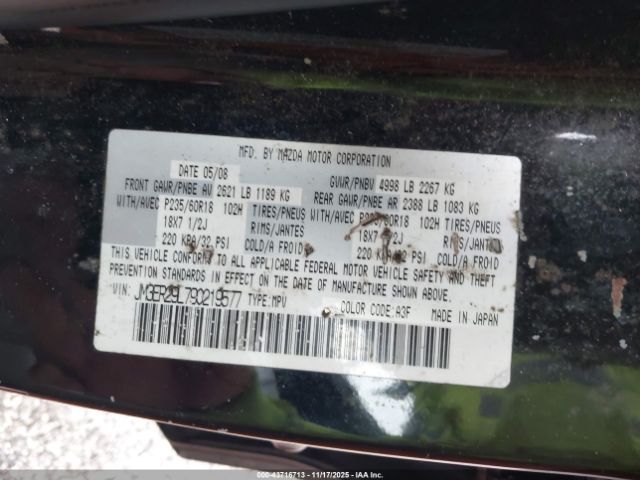 MFD. BY MAZDA MOTOR CORPORATION
DATE 05/08 GVWR/PNBV 4998 LB 2267 KG
FRONT GAWR/PNBE AV 2621 LB 1189 KG REAR GAWR/PNBE AR 2388 LB 1083 KG
WITH/AVEC P235/60R18 102H TIRES/PNEUS WITH/AVEC P235/60R18 102H TIRES/PNEUS
18X7 1/2J RIMS/JANTES 18X7 1/2J RIMS/JANTES
220 KPA/32 PSI COLD/A FROID 220 KPA/32 PSI COLD/A FROID
THIS VEHICLE CONFORMS TO ALL APPLICABLE FEDERAL MOTOR VEHICLE SAFETY AND THEFT
PREVENTION STANDARDS IN EFFECT ON THE DATE OF MANUFACTURE SHOWN ABOVE.
VIN: JM3ER29L790219577 TYPE: MPV COLOR CODE: A3F MADE IN JAPAN
000-43716713 - 11/17/2025 - IAAI, Inc.